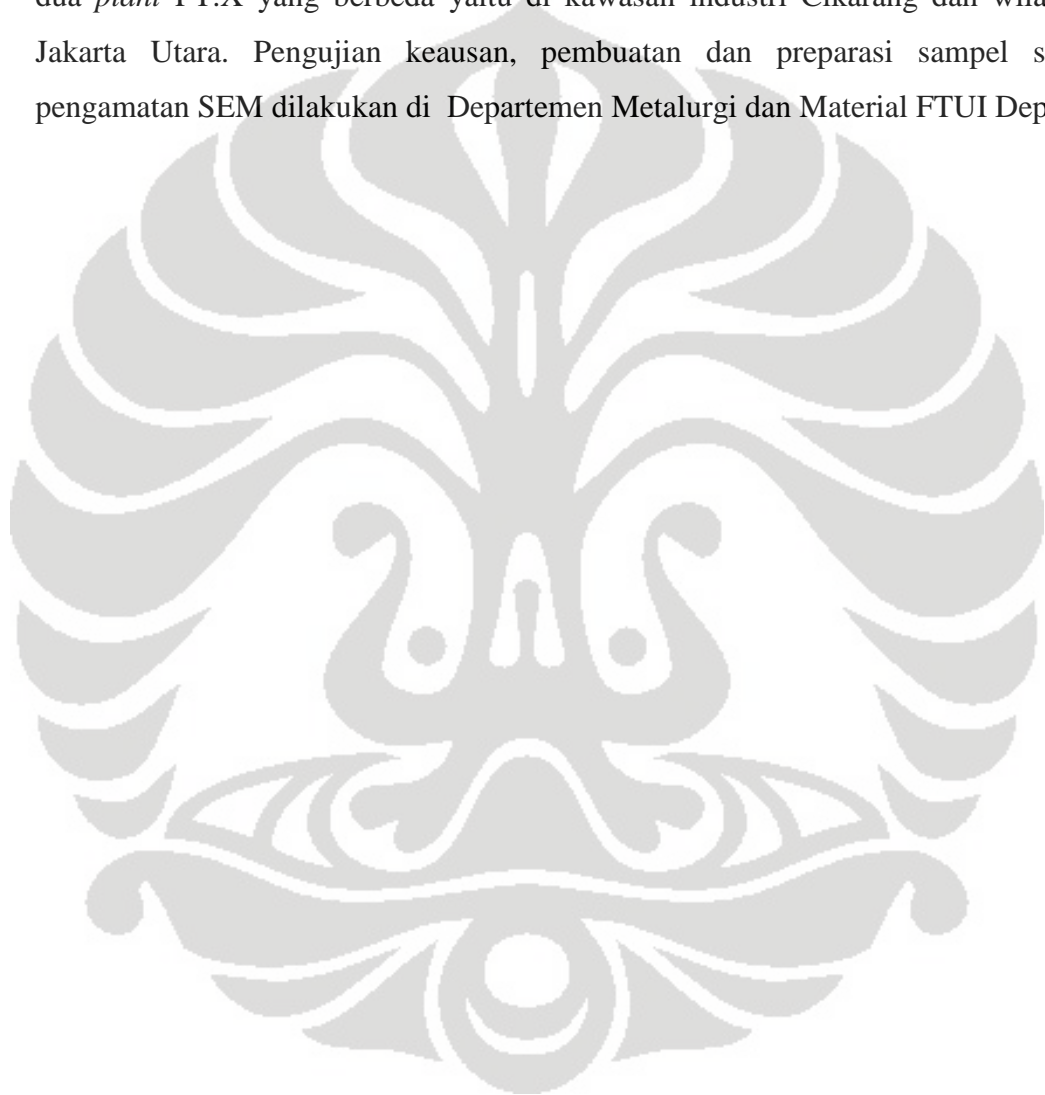 dua plant PT.X yang berbeda yaitu di kawasan industri Cikarang dan
Jakarta Utara. Pengujian keausan, pembuatan dan preparasi sampel
pengamatan SEM dilakukan di Departemen Metalurgi dan Material FTUI